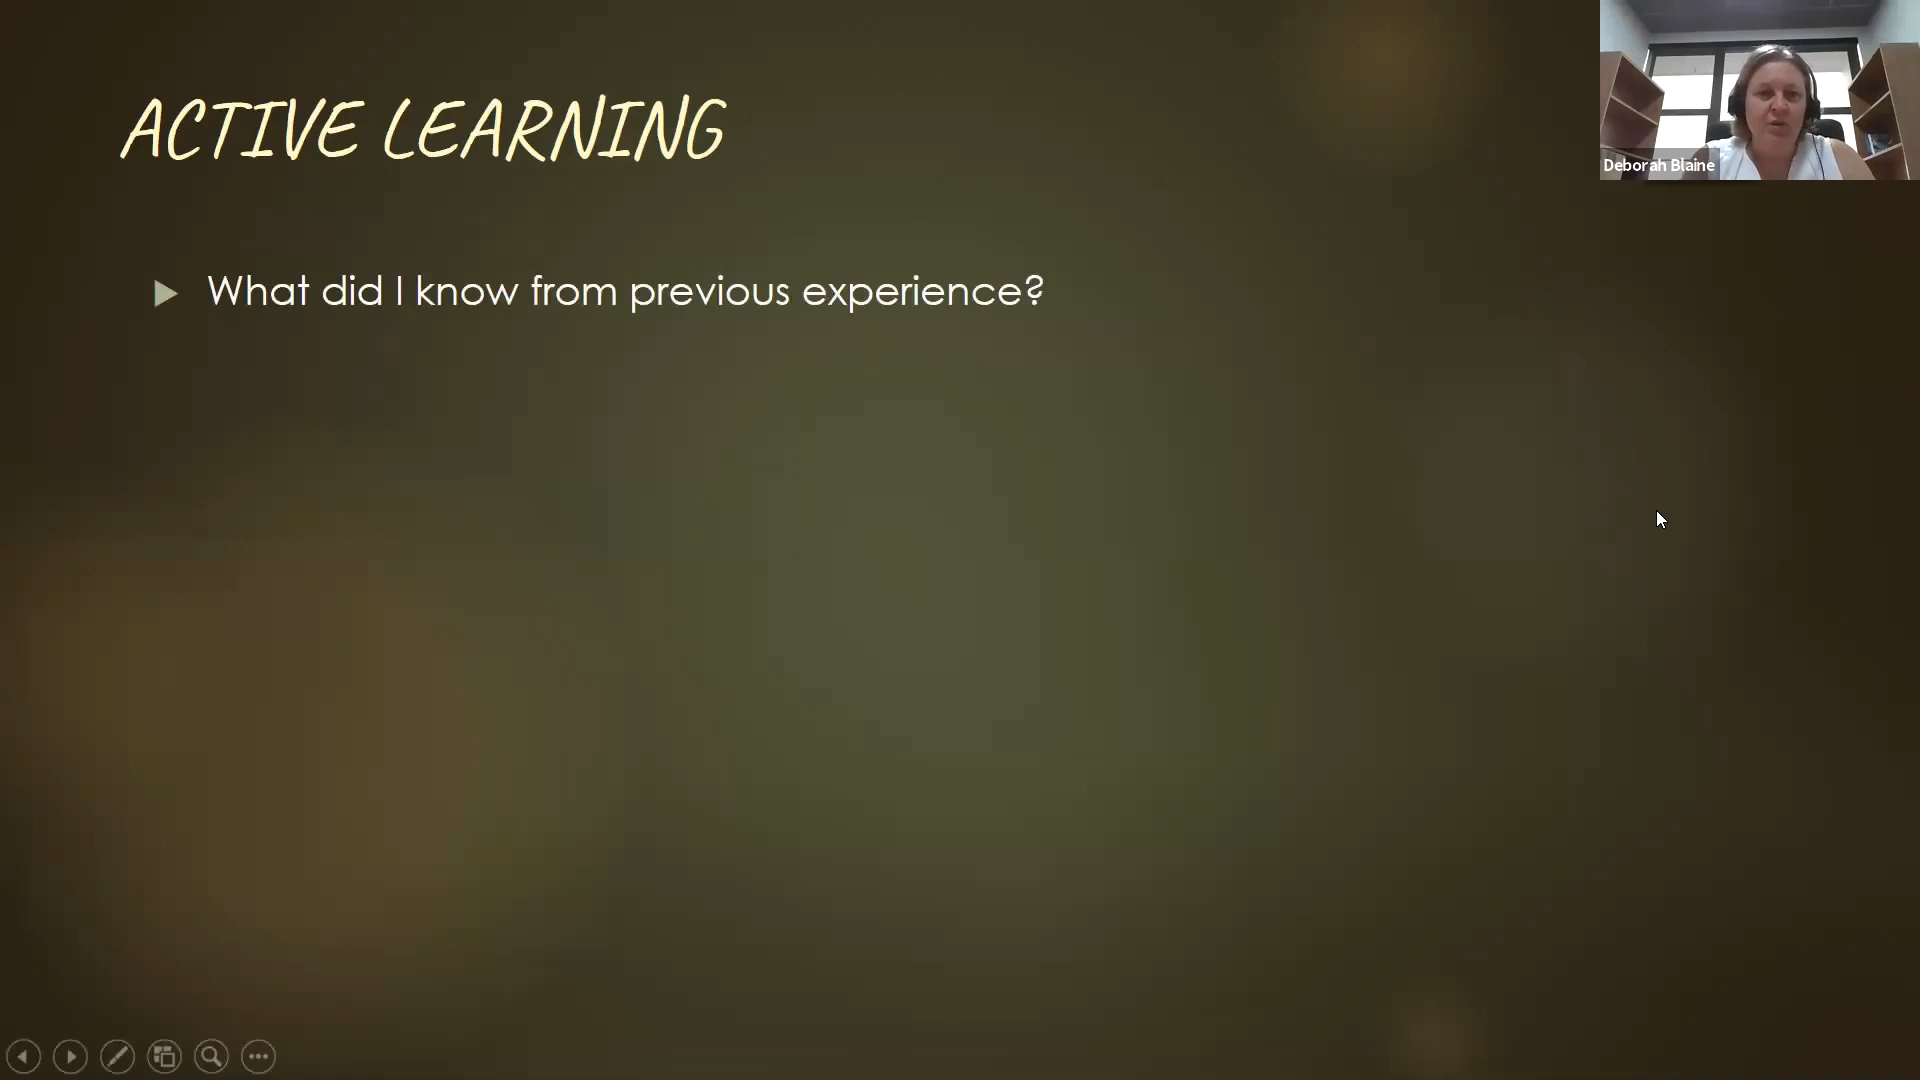 ACTIVE LEARNING
What did I know from previous experience?
Deborah Blaine